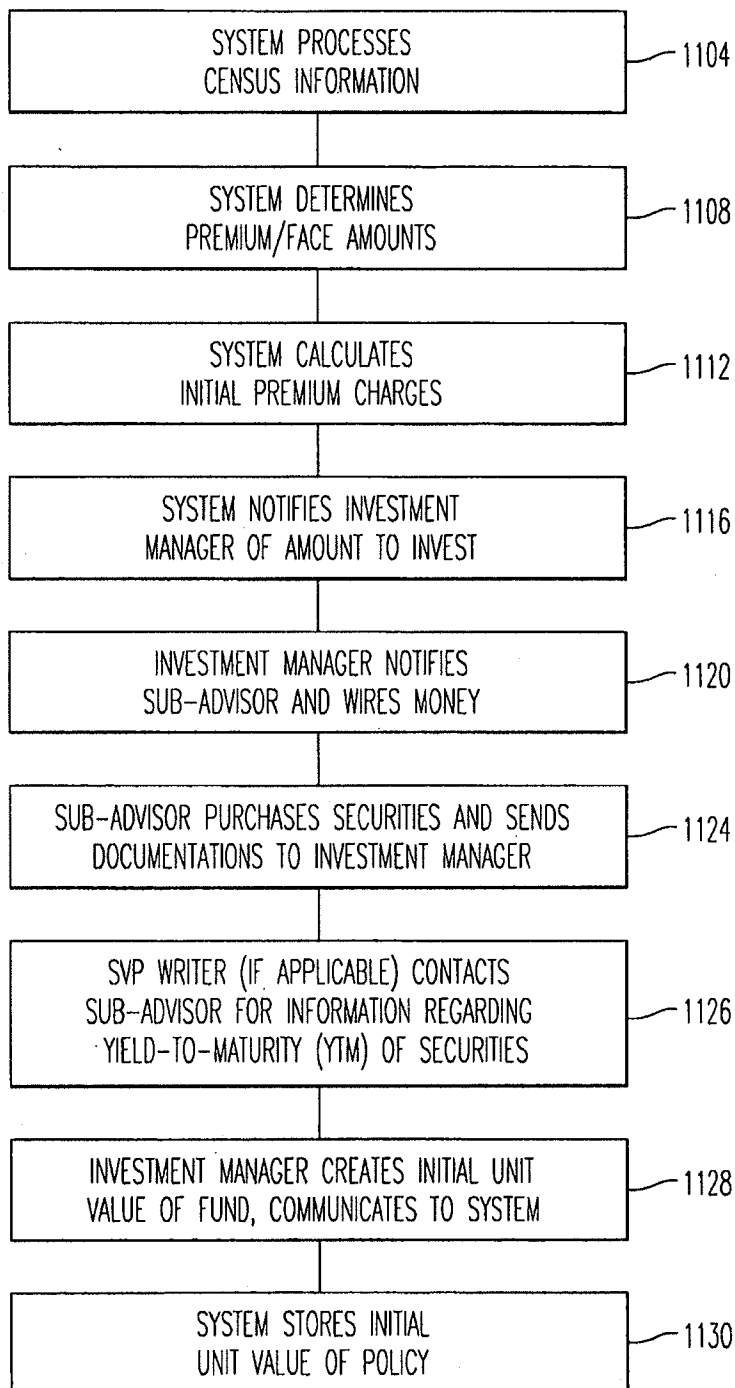 SYSTEM PROCESSES
CENSUS INFORMATION
1104
SYSTEM DETERMINES
PREMIUM/FACE AMOUNTS
1108
SYSTEM CALCULATES
INITIAL PREMIUM CHARGES
1112
SYSTEM NOTIFIES INVESTMENT
MANAGER OF AMOUNT TO INVEST
1116
INVESTMENT MANAGER NOTIFIES
SUB-ADVISOR AND WIRES MONEY
1120
SUB-ADVISOR PURCHASES SECURITIES AND SENDS
DOCUMENTATIONS TO INVESTMENT MANAGER
1124
SVP WRITER (IF APPLICABLE) CONTACTS
SUB-ADVISOR FOR INFORMATION REGARDING
YIELD-TO-MATURITY (YTM) OF SECURITIES
1126
INVESTMENT MANAGER CREATES INITIAL UNIT
VALUE OF FUND, COMMUNICATES TO SYSTEM
1128
SYSTEM STORES INITIAL
UNIT VALUE OF POLICY
1130